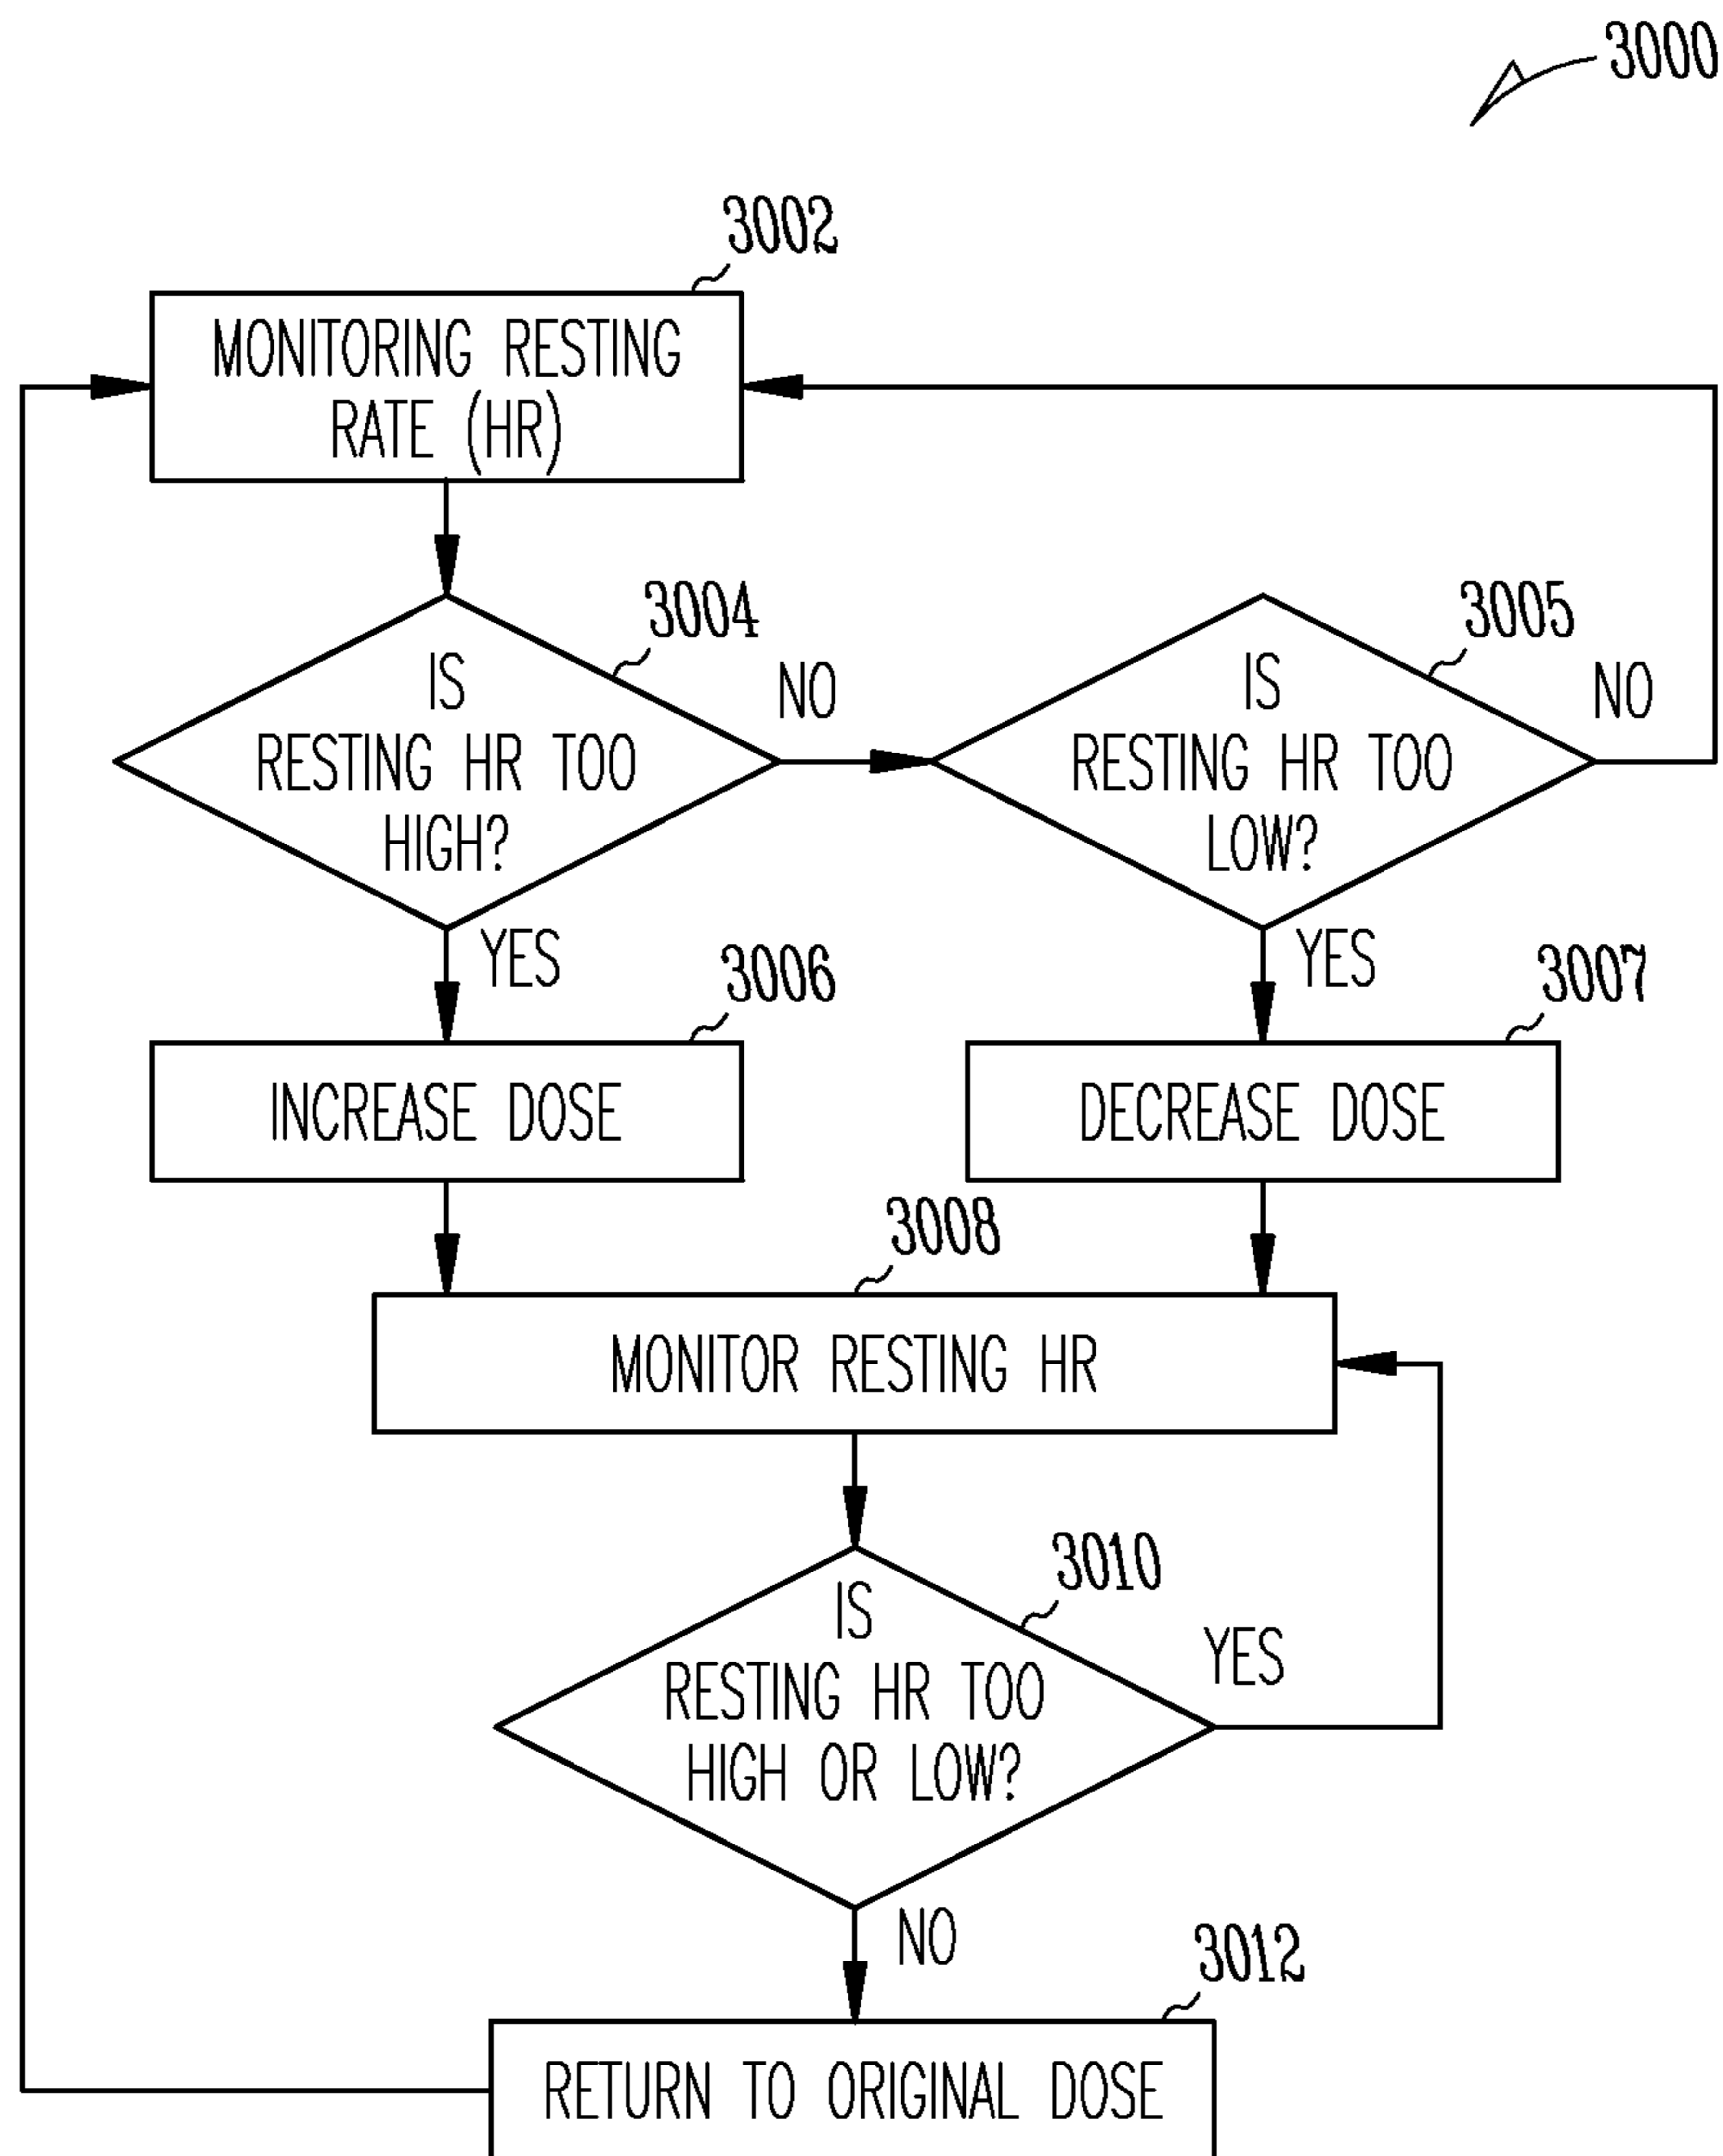 3000
3002
MONITORING RESTING
RATE (HR)
3004
IS
RESTING HR TOO
HIGH?
NO
3005
IS
RESTING HR TOO
LOW?
NO
YES
3006
INCREASE DOSE
YES
3007
DECREASE DOSE
3008
MONITOR RESTING HR
3010
IS
RESTING HR TOO
HIGH OR LOW?
YES
NO
3012
RETURN TO ORIGINAL DOSE